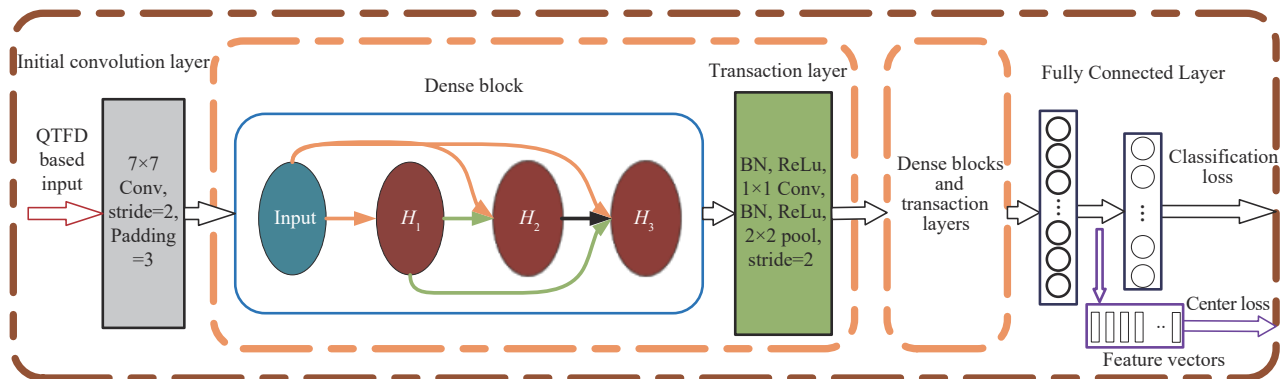 Initial convolution layer
QTFD
based
input
7×7
Conv,
stride=2,
Padding
=3
Dense block
Input
H1
H2
H3
Transaction layer
BN, ReLu,
1×1 Conv,
BN, ReLu,
2×2 pool,
stride=2
Dense blocks
and
transaction
layers
Fully Connected Layer
...
...
Classification
loss
Center loss
..
Feature vectors